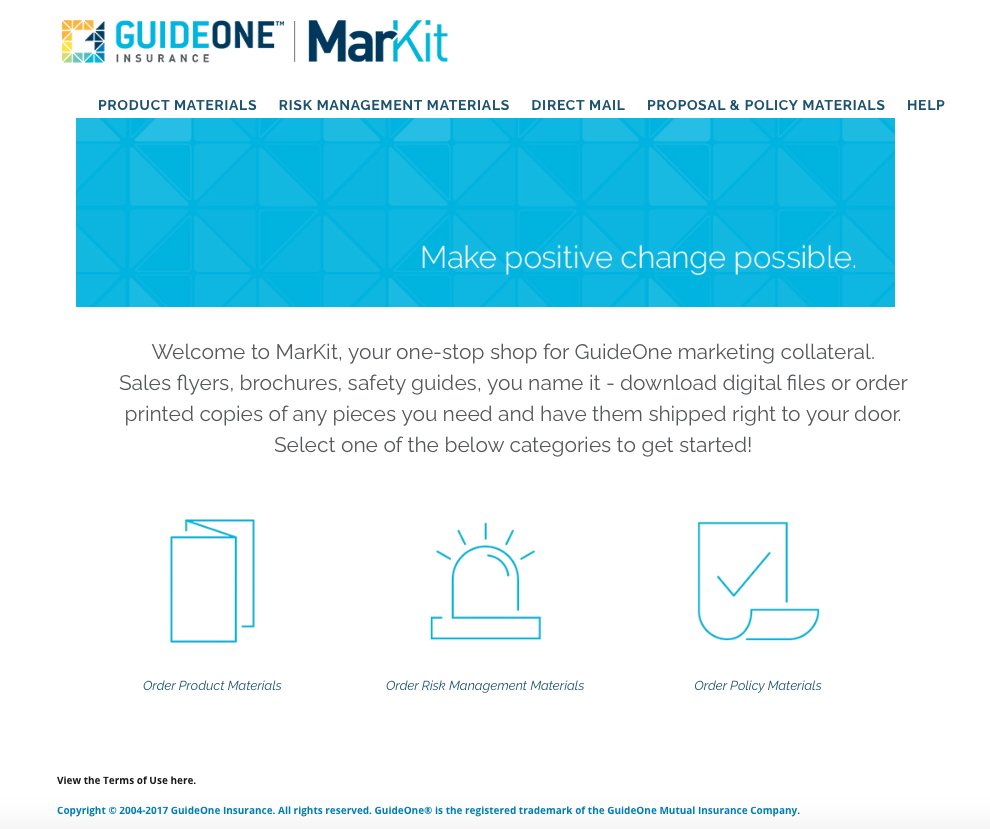 GUIDEONE™ | MarKit
INSURANCE
PRODUCT MATERIALS RISK MANAGEMENT MATERIALS DIRECT MAIL PROPOSAL & POLICY MATERIALS HELP
Make positive change possible.
Welcome to MarKit, your one-stop shop for GuideOne marketing collateral.
Sales flyers, brochures, safety guides, you name it - download digital files or order
printed copies of any pieces you need and have them shipped right to your door.
Select one of the below categories to get started!
Order Product Materials
Order Risk Management Materials
Order Policy Materials
View the Terms of Use here.
Copyright © 2004-2017 GuideOne Insurance. All rights reserved. GuideOne® is the registered trademark of the GuideOne Mutual Insurance Company.